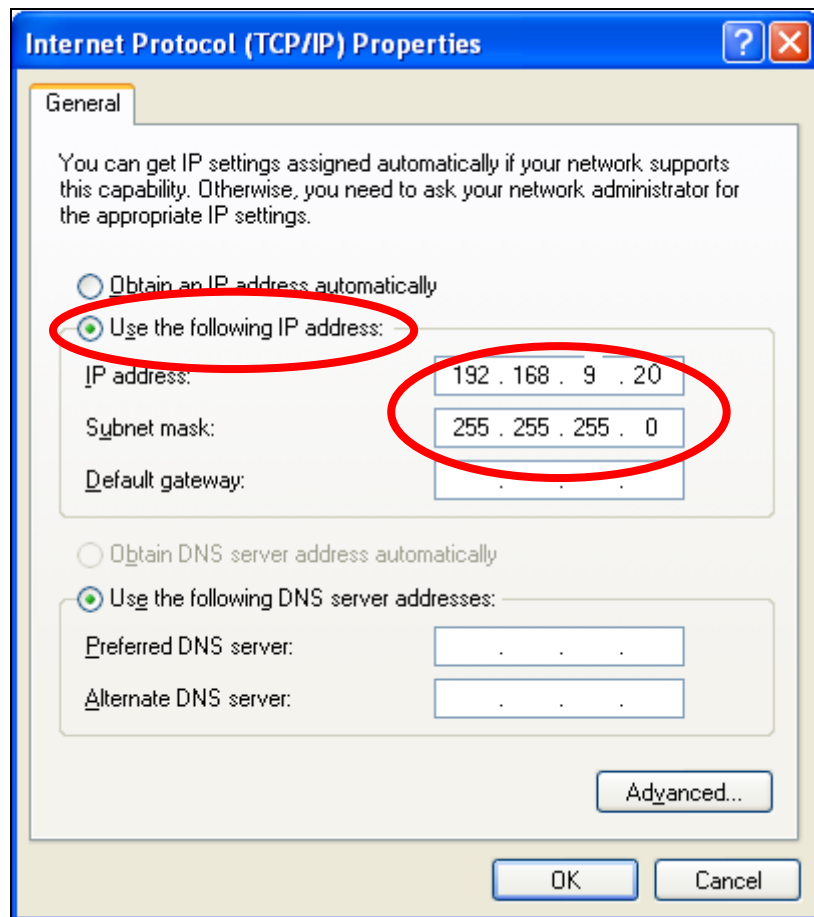 Internet Protocol (TCP/IP) Properties
General
You can get IP settings assigned automatically if your network supports
this capability. Otherwise, you need to ask your network administrator for
the appropriate IP settings.
Obtain an IP address automatically
Use the following IP address:
IP address: 192 . 168 . 9 . 20
Subnet mask: 255 . 255 . 255 . 0
Default gateway: . . .
Obtain DNS server address automatically
Use the following DNS server addresses:
Preferred DNS server: . . .
Alternate DNS server: . . .
Advanced...
OK Cancel